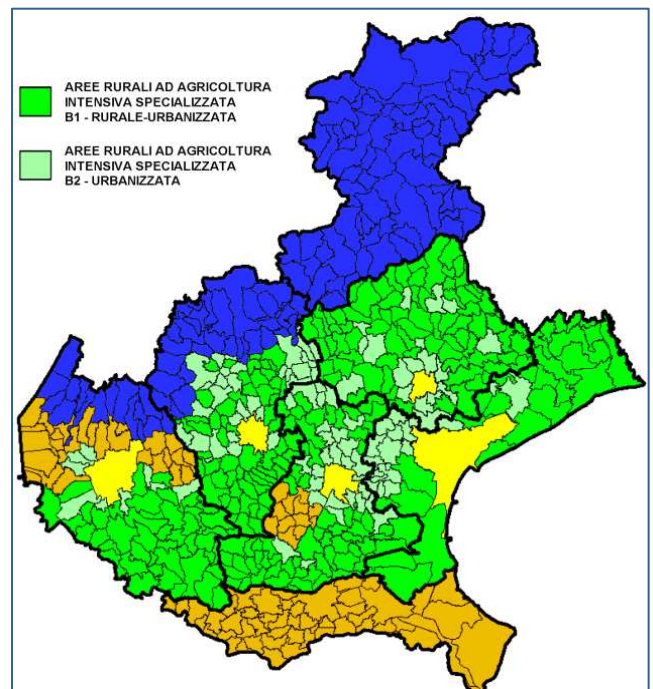 AREE RURALI AD AGRICOLTURA
INTENSIVA SPECIALIZZATA
B1 - RURALE-URBANIZZATA
AREE RURALI AD AGRICOLTURA
INTENSIVA SPECIALIZZATA
B2 - URBANIZZATA